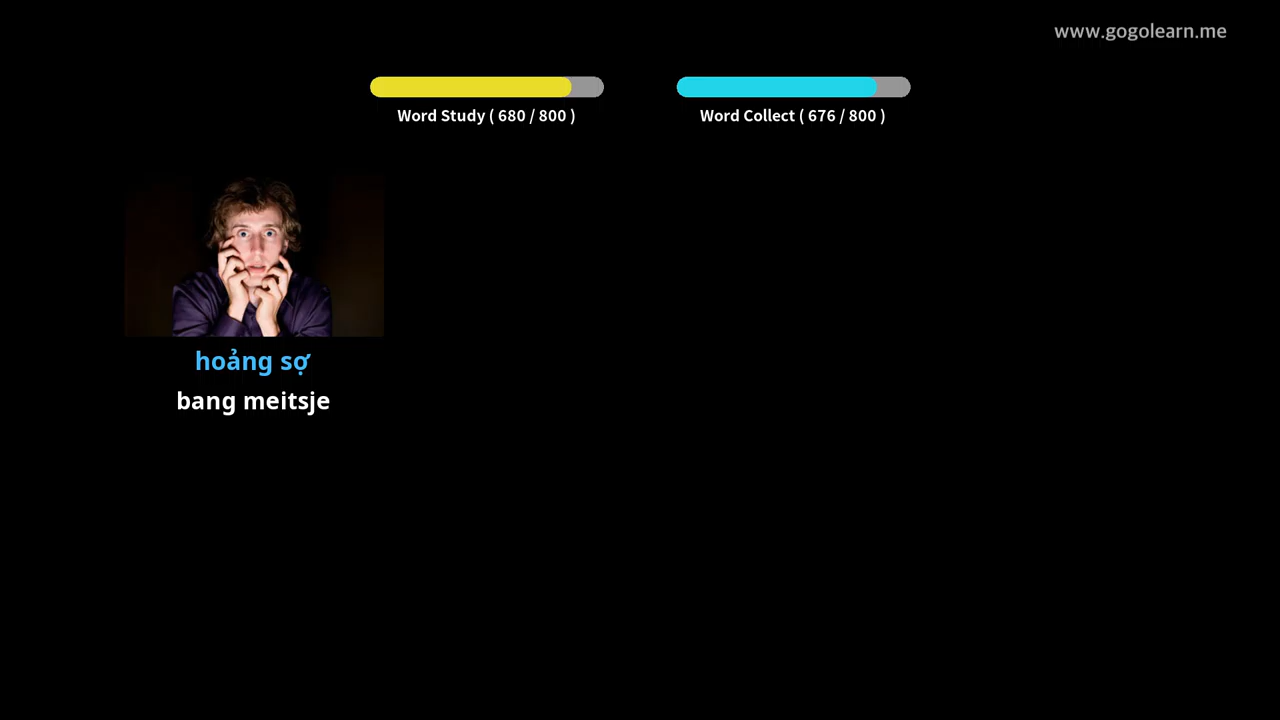 www.gogolearn.me
Word Study ( 680 / 800 )
Word Collect ( 676 / 800 )
hoảng sợ
bang meitsje